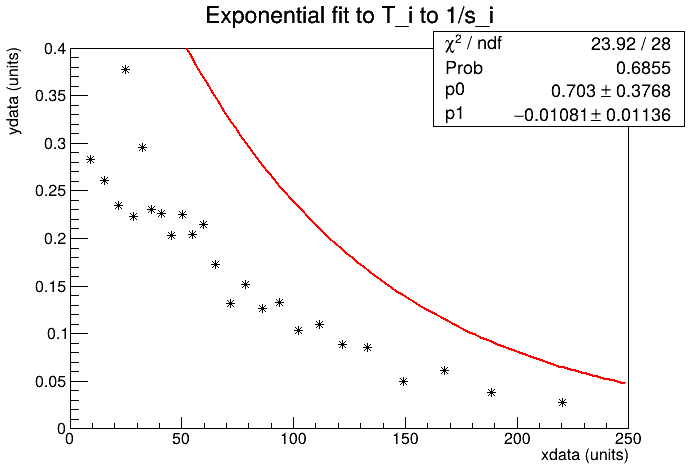 Exponential fit to T_i to 1/s_i
χ² / ndf 23.92 / 28
Prob 0.6855
p0 0.703 ± 0.3768
p1 −0.01081 ± 0.01136
ydata (units)
0.4
0.35
0.3
0.25
0.2
0.15
0.1
0.05
0
0 50 100 150 200 250
xdata (units)